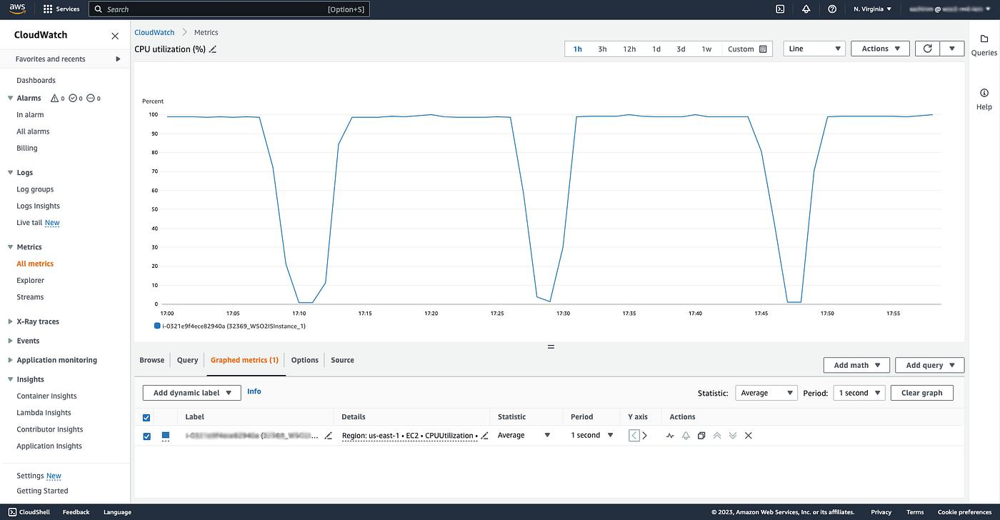 aws
Services
Search [Option+S]
N. Virginia
@
CloudWatch
Favorites and recents
Dashboards
Alarms 0 0 0
In alarm
All alarms
Billing
Logs
Log groups
Logs Insights
Live tail New
Metrics
All metrics
Explorer
Streams
X-Ray traces
Events
Application monitoring
Insights
Container Insights
Lambda Insights
Contributor Insights
Application Insights
Settings New
Getting Started
CloudWatch Metrics
CPU utilization (%)
1h 3h 12h 1d 3d 1w Custom
Line
Actions
Queries
Help
Percent
100
90
80
70
60
50
40
30
20
10
0
17:00 17:05 17:10 17:15 17:20 17:25 17:30 17:35 17:40 17:45 17:50 17:55
i-0321e9f4ece82940a (32369_WSO2ISInstance_1)
Browse Query Graphed metrics (1) Options Source
Add math Add query
Add dynamic label Info
Statistic: Average Period: 1 second Clear graph
Label Details Statistic Period Y axis Actions
Region: us-east-1 • EC2 • CPUUtilization • Average 1 second
CloudShell Feedback Language
© 2023, Amazon Web Services, Inc. or its affiliates. Privacy Terms Cookie preferences